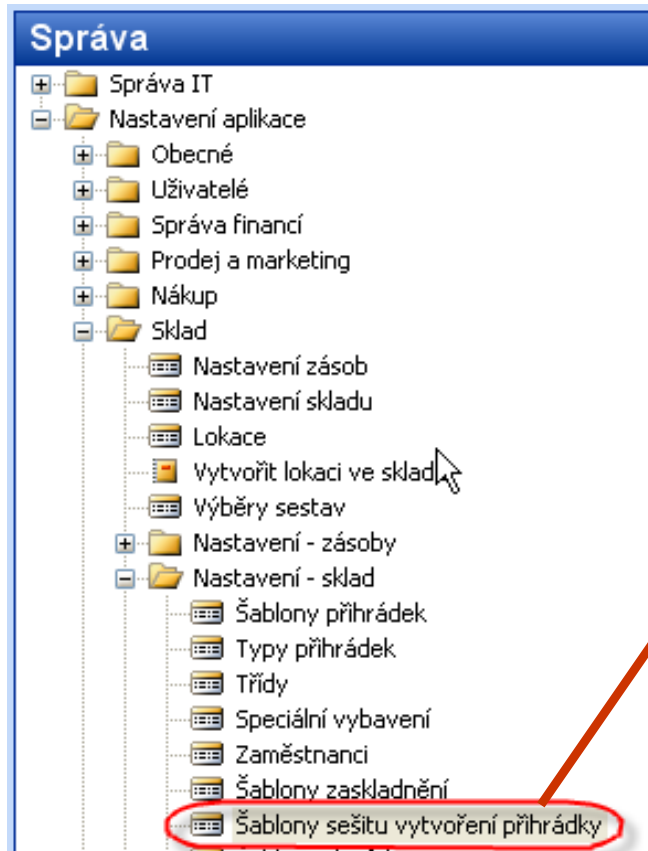 Správa
Správa IT
Nastavení aplikace
Obecné
Uživatelé
Správa financí
Prodej a marketing
Nákup
Sklad
Nastavení zásob
Nastavení skladu
Lokace
Vytvořit lokaci ve sklad
Výběry sestav
Nastavení - zásoby
Nastavení - sklad
Šablony přihrádek
Typy přihrádek
Třídy
Speciální vybavení
Zaměstnanci
Šablony zaskladnění
Šablony sešitu vytvoření přihrádky